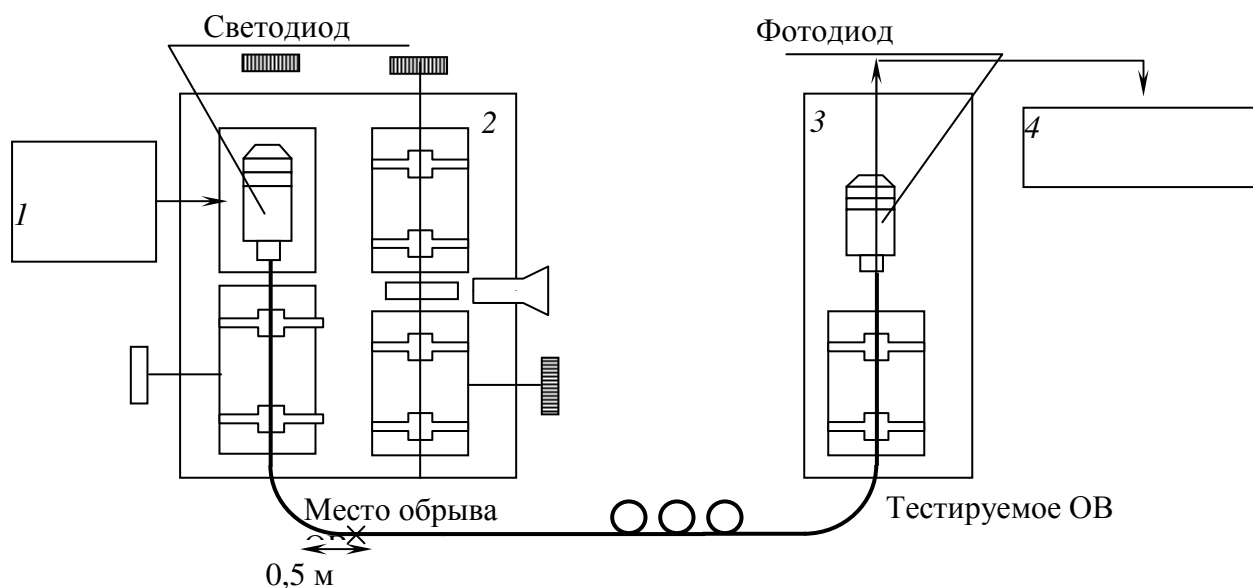 Светодиод
Фотодиод
2
3
4
1
Место обрыва
Тестируемое ОВ
0,5 м